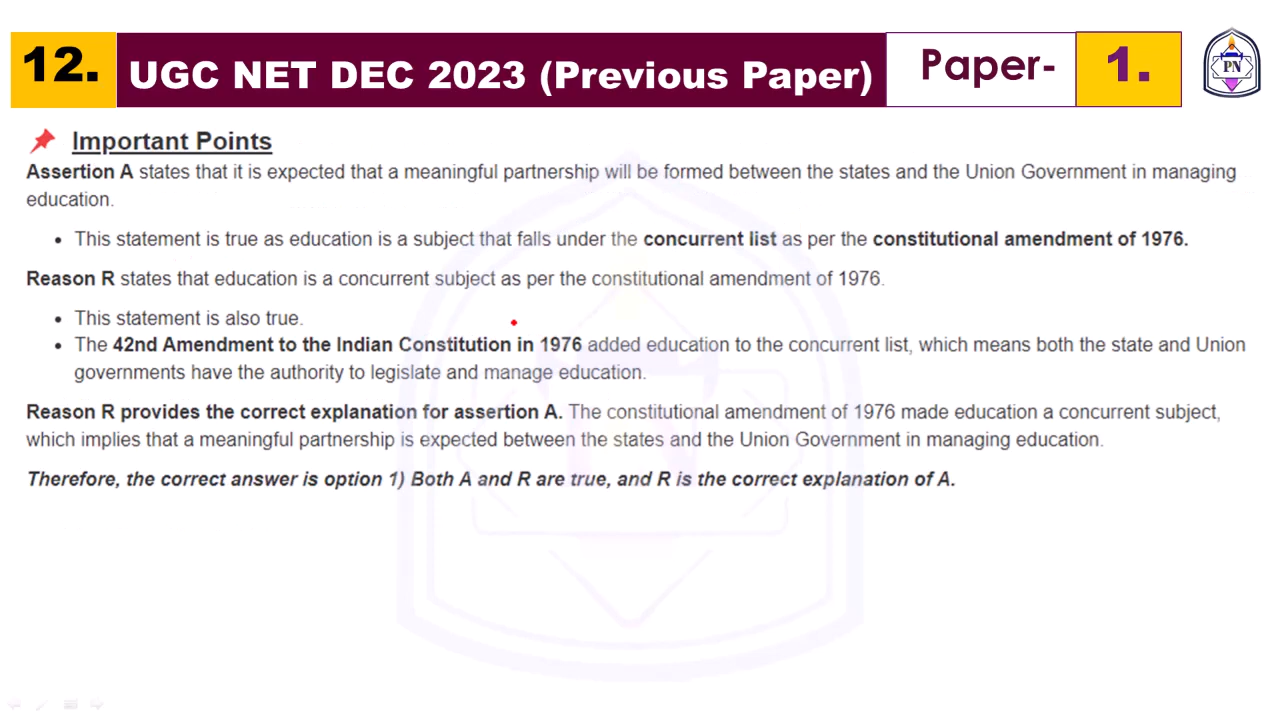 12.
UGC NET DEC 2023 (Previous Paper)
Paper-
1.
PN
Important Points
Assertion A states that it is expected that a meaningful partnership will be formed between the states and the Union Government in managing
education.
• This statement is true as education is a subject that falls under the concurrent list as per the constitutional amendment of 1976.
Reason R states that education is a concurrent subject as per the constitutional amendment of 1976.
• This statement is also true.
• The 42nd Amendment to the Indian Constitution in 1976 added education to the concurrent list, which means both the state and Union
governments have the authority to legislate and manage education.
Reason R provides the correct explanation for assertion A. The constitutional amendment of 1976 made education a concurrent subject,
which implies that a meaningful partnership is expected between the states and the Union Government in managing education.
Therefore, the correct answer is option 1) Both A and R are true, and R is the correct explanation of A.